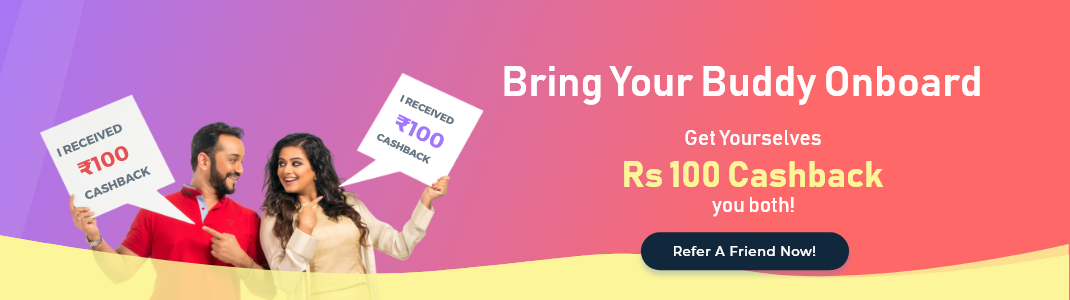 I RECEIVED
₹100
CASHBACK
I RECEIVED
₹100
CASHBACK
Bring Your Buddy Onboard
Get Yourselves
Rs 100 Cashback
you both!
Refer A Friend Now!